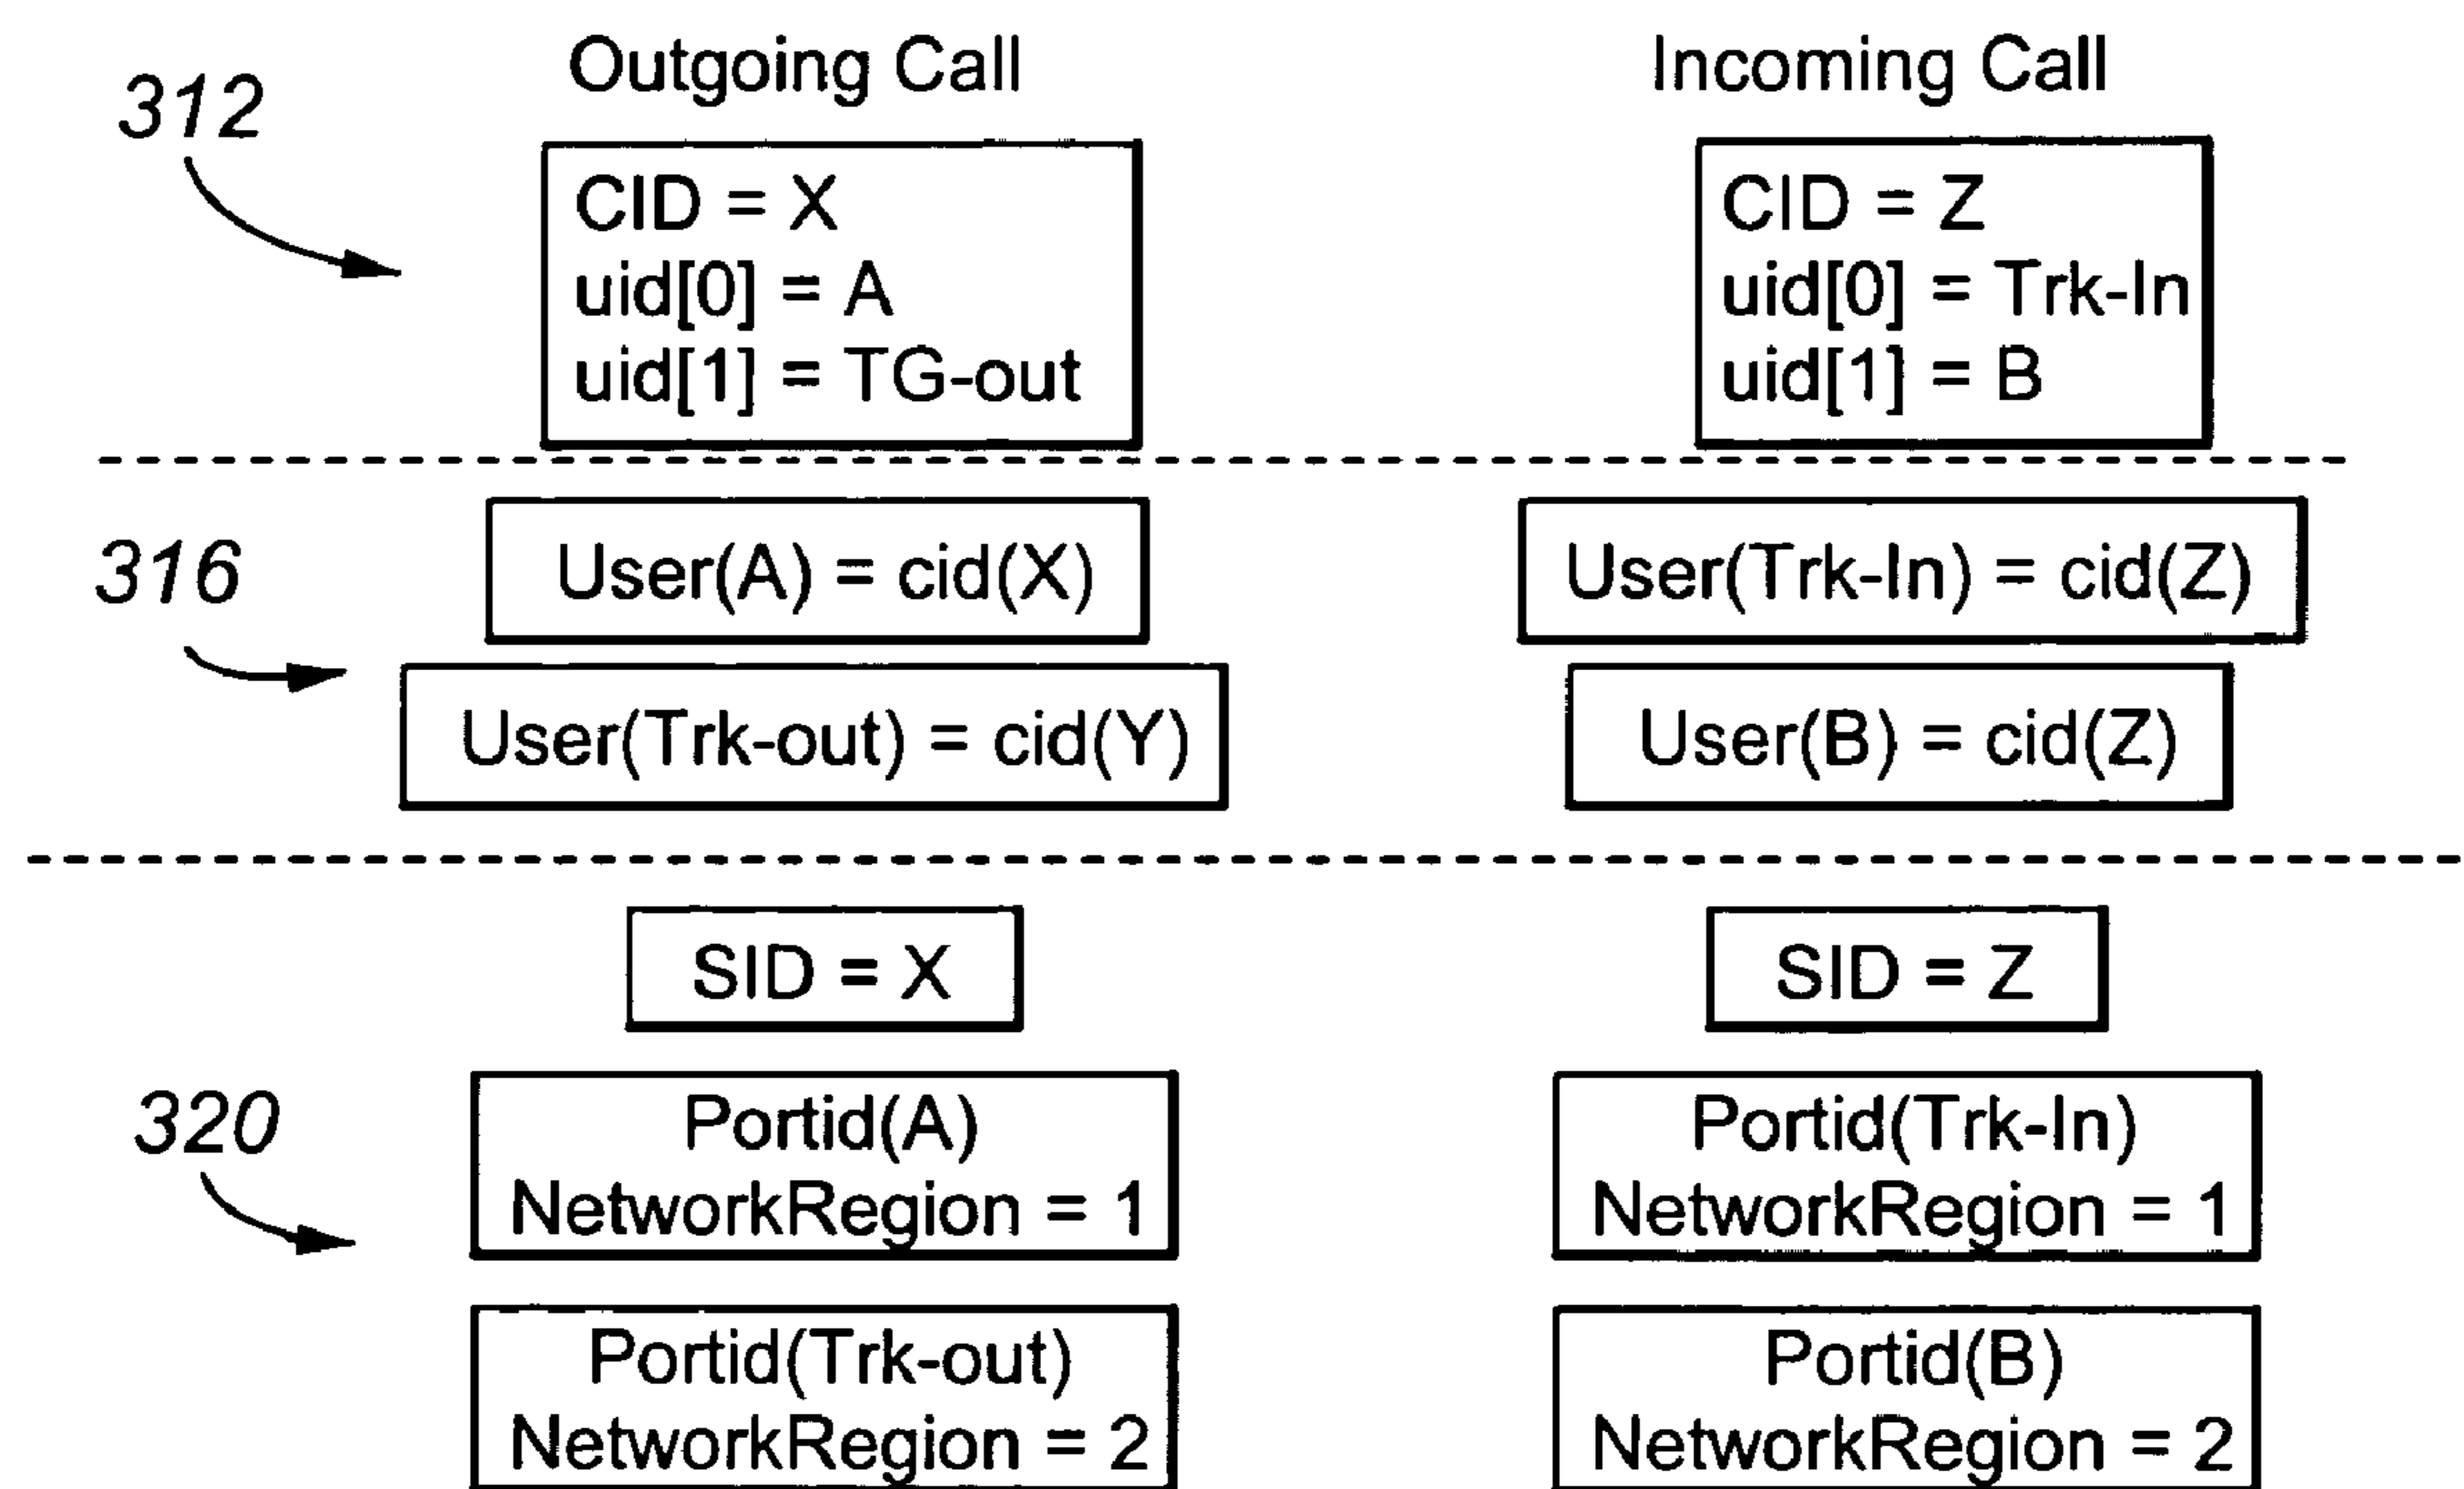 Outgoing Call
Incoming Call
312
CID = X
uid[0] = A
uid[1] = TG-out
CID = Z
uid[0] = Trk-In
uid[1] = B
316
User(A) = cid(X)
User(Trk-In) = cid(Z)
User(Trk-out) = cid(Y)
User(B) = cid(Z)
SID = X
SID = Z
320
Portid(A)
NetworkRegion = 1
Portid(Trk-In)
NetworkRegion = 1
Portid(Trk-out)
NetworkRegion = 2
Portid(B)
NetworkRegion = 2